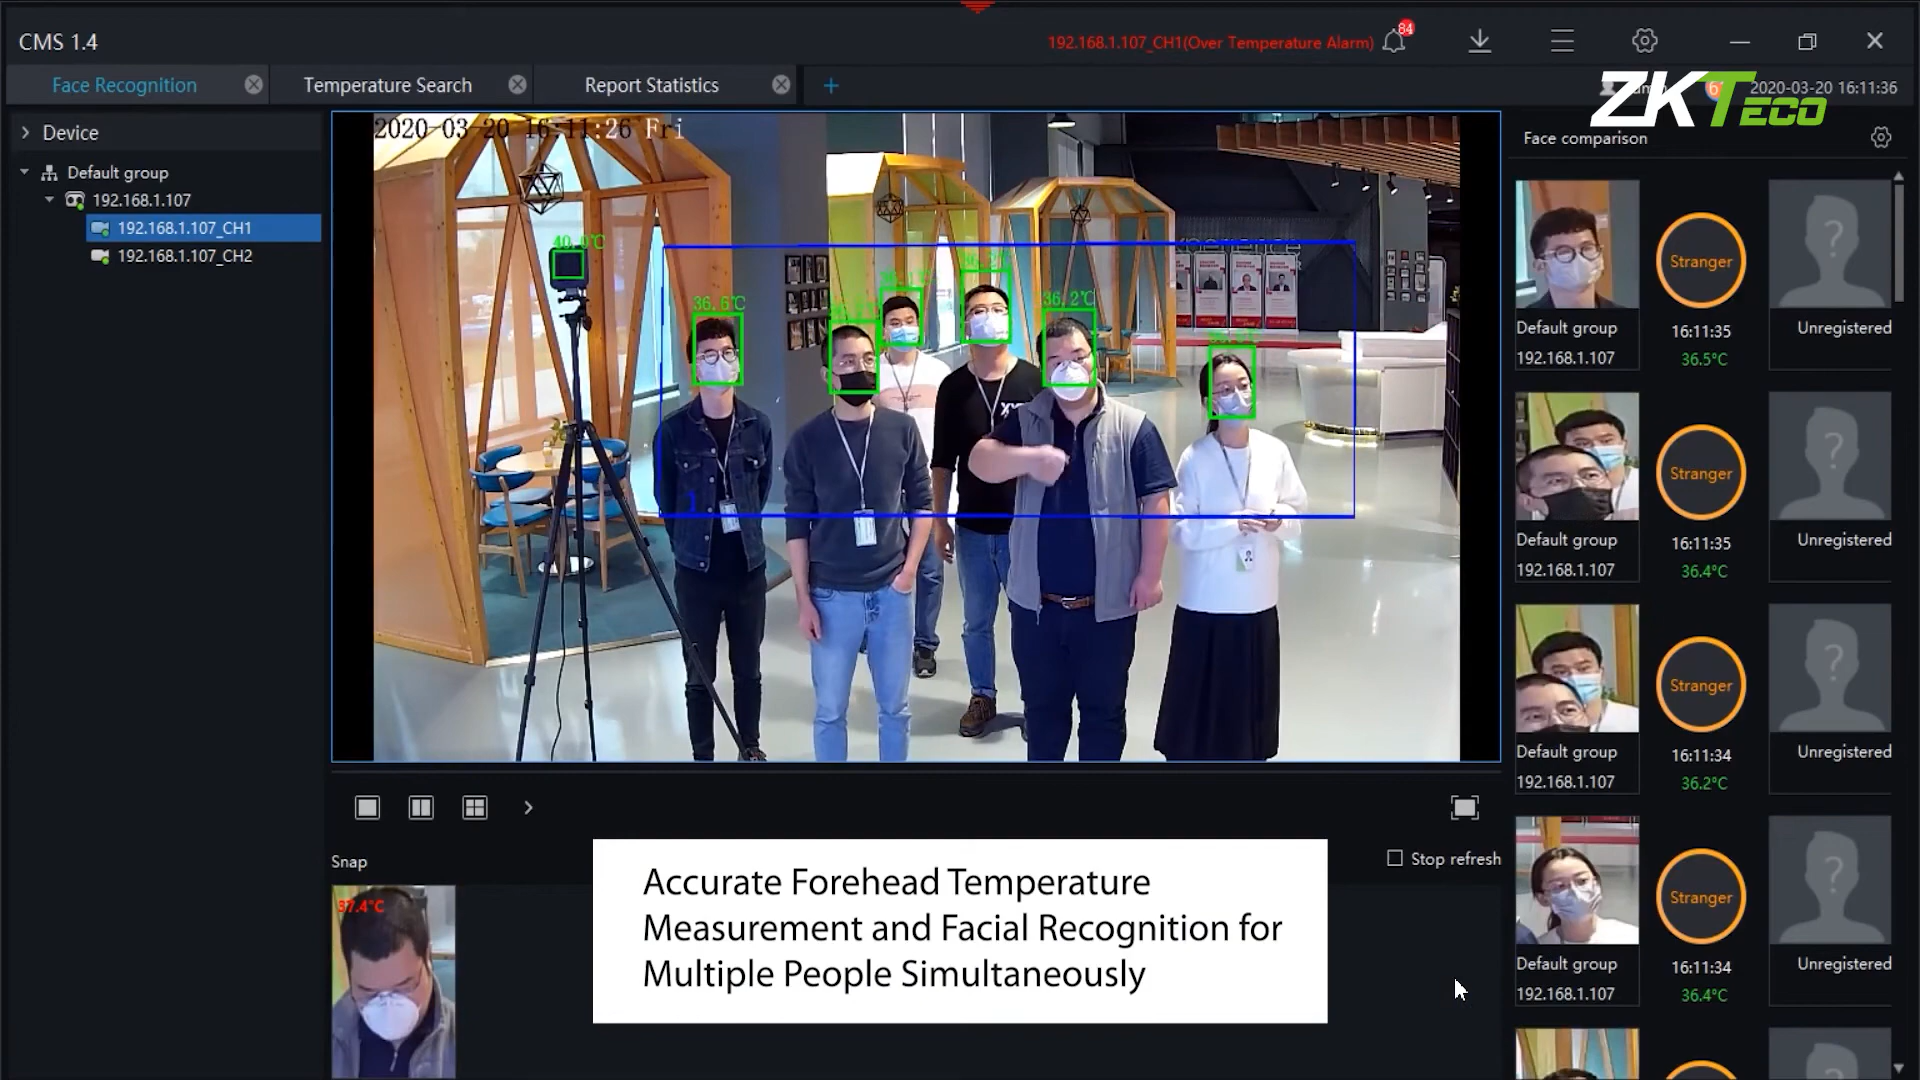 CMS 1.4
192.168.1.107_CH1(Over Temperature Alarm)
84
Face Recognition
Temperature Search
Report Statistics
2020-03-20 16:11:36
ZKTeco
Device
Default group
192.168.1.107
192.168.1.107_CH1
192.168.1.107_CH2
2020-03-20 16:11:26 Fri
40.0℃
36.6℃
36.2℃
36.2℃
1
Face comparison
Stranger
Default group
192.168.1.107
16:11:35
36.5°C
Unregistered
Stranger
Default group
192.168.1.107
16:11:35
36.4°C
Unregistered
Stranger
Default group
192.168.1.107
16:11:34
36.2°C
Unregistered
Stranger
Default group
192.168.1.107
16:11:34
36.4°C
Unregistered
Snap
Stop refresh
37.4°C
Accurate Forehead Temperature
Measurement and Facial Recognition for
Multiple People Simultaneously